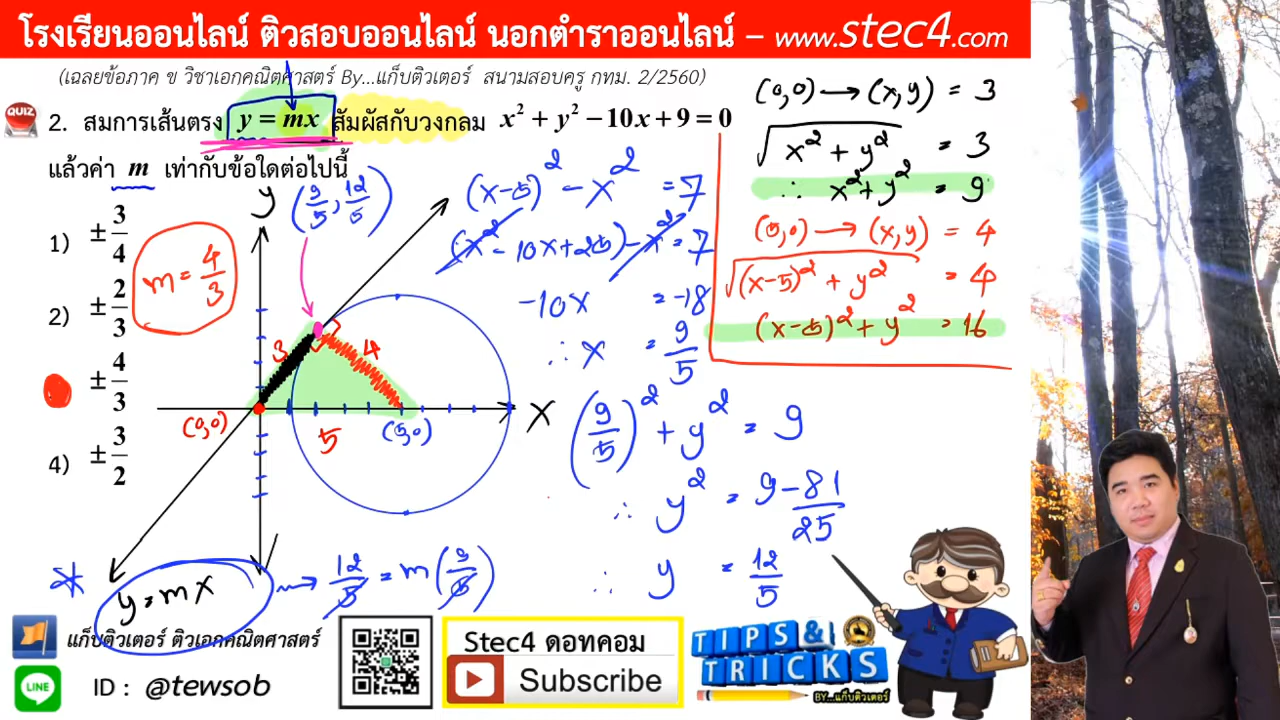 โรงเรียนออนไลน์ ติวสอบออนไลน์ นอกตำราออนไลน์ – www.stec4.com
(เฉลยข้อภาค ข วิชาเอกคณิตศาสตร์ By...แก็บติวเตอร์ สนามสอบครู กทม. 2/2560)
QUIZ
2. สมการเส้นตรง y = mx สัมผัสกับวงกลม x² + y² − 10x + 9 = 0
แล้วค่า m เท่ากับข้อใดต่อไปนี้
1) ± 3/4
2) ± 2/3
± 4/3
4) ± 3/2
m = 4/3
y
(9/5, 12/5)
3
4
(0,0)
5
(5,0)
X
y = mx
12/5 = m(9/5)
(x−5)² − x² = 7
(x² − 10x + 25) − x² = 7
−10x = −18
∴ x = 9/5
(9/5)² + y² = 9
∴ y² = 9 − 81/25
∴ y = 12/5
(0,0) → (x,y) = 3
√x² + y² = 3
∴ x² + y² = 9
(5,0) → (x,y) = 4
√(x−5)² + y² = 4
(x−5)² + y² = 16
แก็บติวเตอร์ ติวเอกคณิตศาสตร์
LINE
ID : @tewsob
Stec4 ดอทคอม
Subscribe
TIPS &
TRICKS
BY...แก็บติวเตอร์